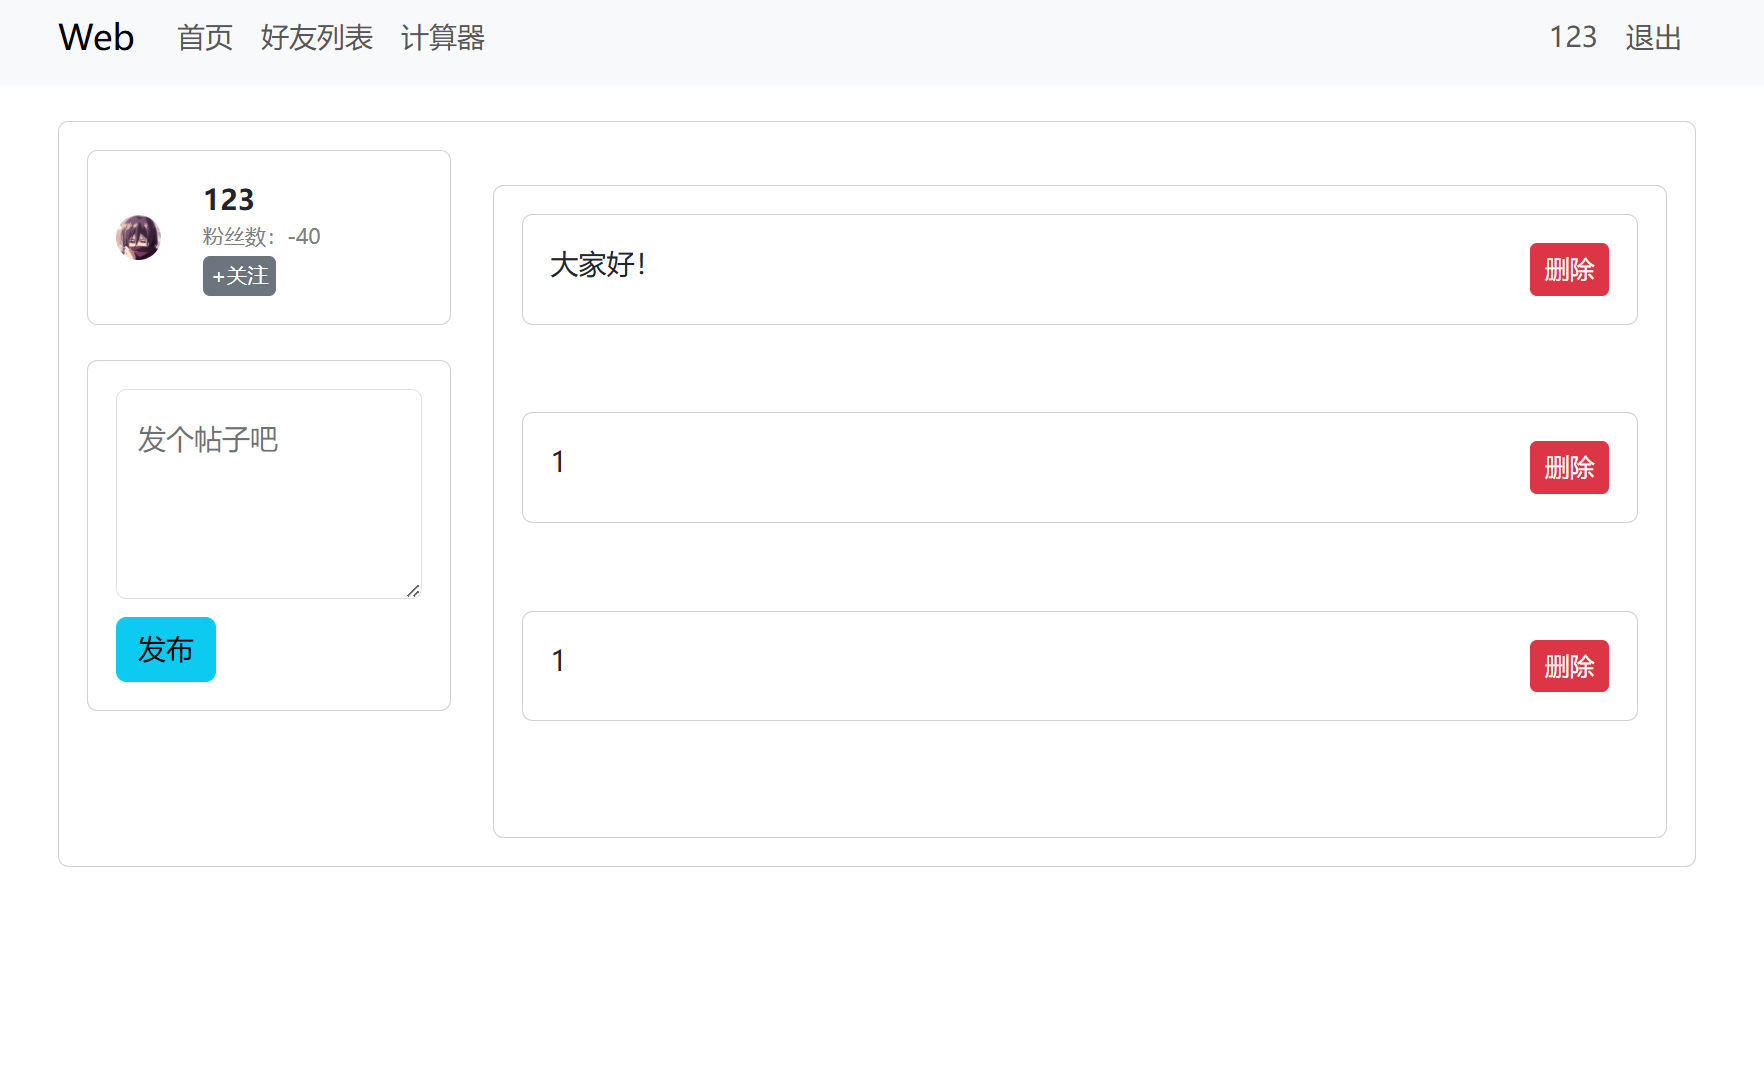 Web 首页 好友列表 计算器 123 退出
123
粉丝数：-40
+关注
发个帖子吧
发布
大家好！ 删除
1 删除
1 删除